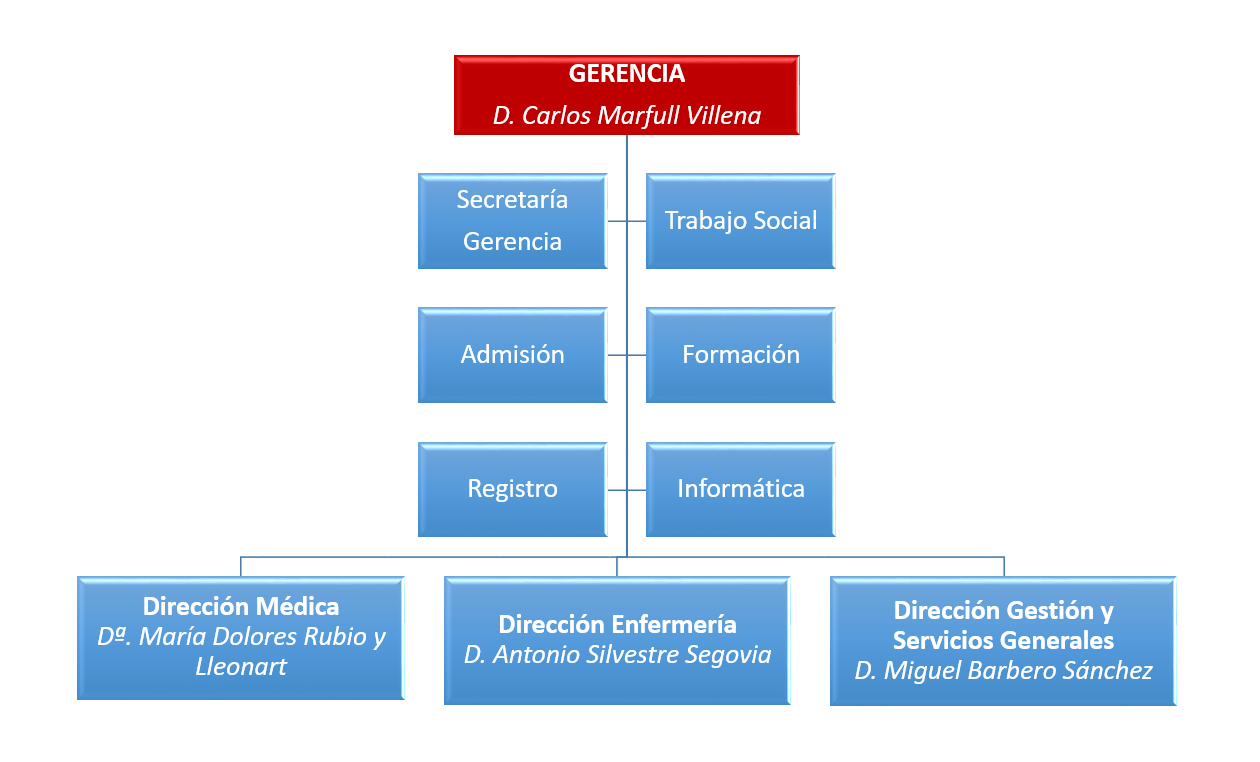 GERENCIA
D. Carlos Marfull Villena
Secretaría
Gerencia
Trabajo Social
Admisión
Formación
Registro
Informática
Dirección Médica
Dª. María Dolores Rubio y
Lleonart
Dirección Enfermería
D. Antonio Silvestre Segovia
Dirección Gestión y
Servicios Generales
D. Miguel Barbero Sánchez